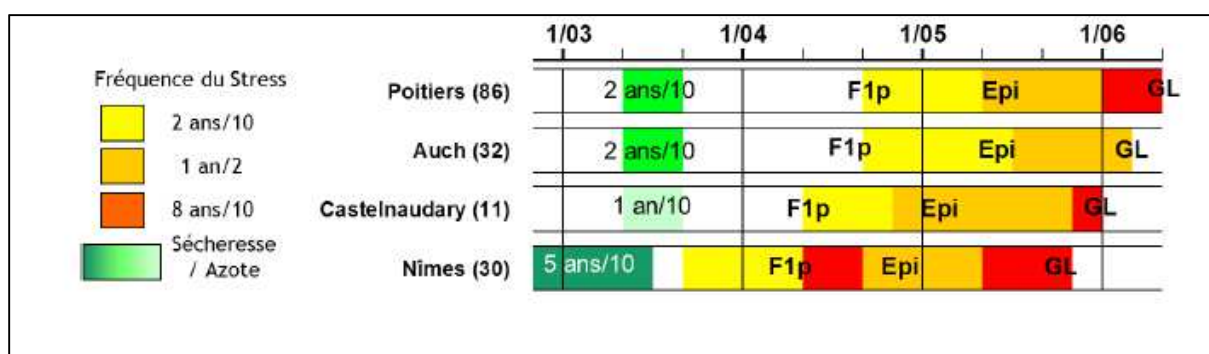 1/03 1/04 1/05 1/06
Fréquence du Stress
2 ans/10
1 an/2
8 ans/10
Sécheresse
/ Azote
Poitiers (86) 2 ans/10 F1p Epi GL
Auch (32) 2 ans/10 F1p Epi GL
Castelnaudary (11) 1 an/10 F1p Epi GL
Nîmes (30) 5 ans/10 F1p Epi GL